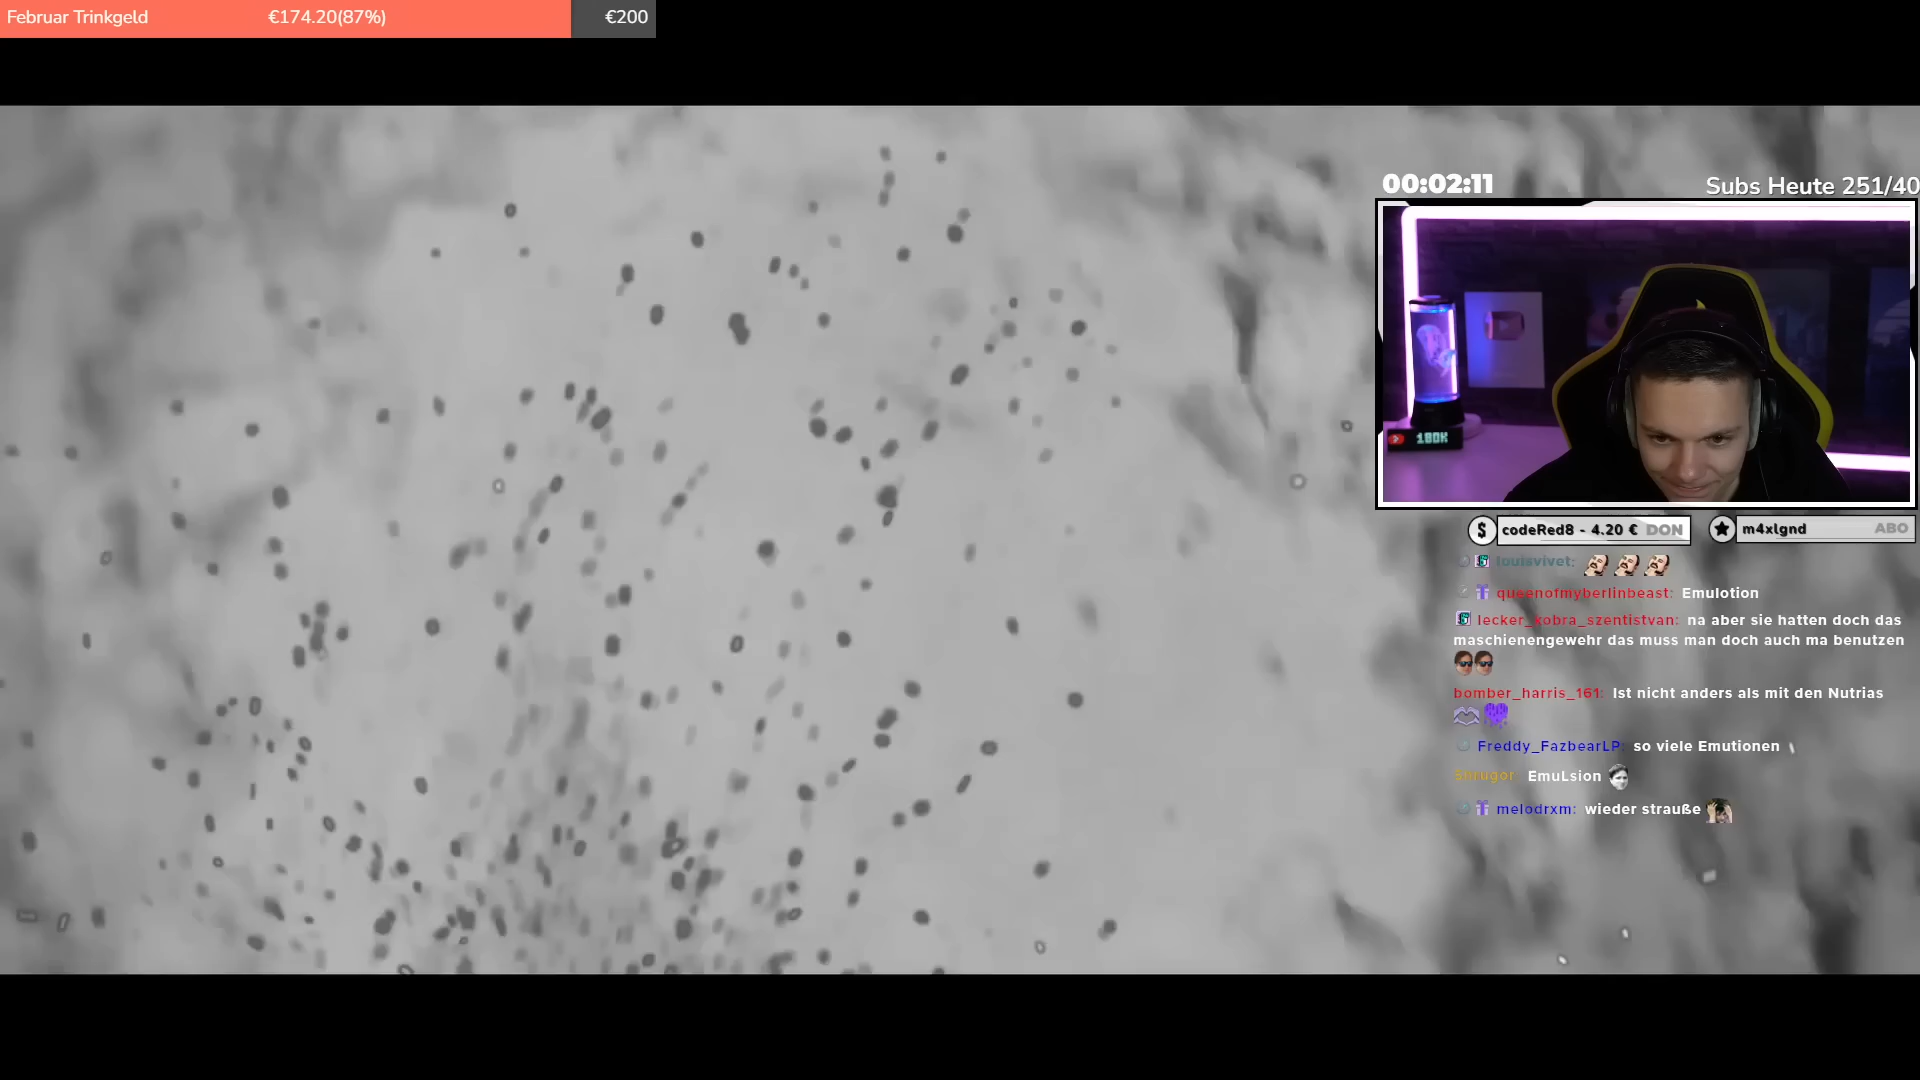 Februar Trinkgeld €174.20(87%) €200
00:02:11
Subs Heute 251/40
180K
codeRed8 - 4.20 € DON
m4xlgnd ABO
louisvivet:
queenofmyberlinbeast: Emulotion
lecker_kobra_szentistvan: na aber sie hatten doch das
maschienengewehr das muss man doch auch ma benutzen
bomber_harris_161: Ist nicht anders als mit den Nutrias
Freddy_FazbearLP: so viele Emutionen
Shrugor: EmuLsion
melodrxm: wieder strauße